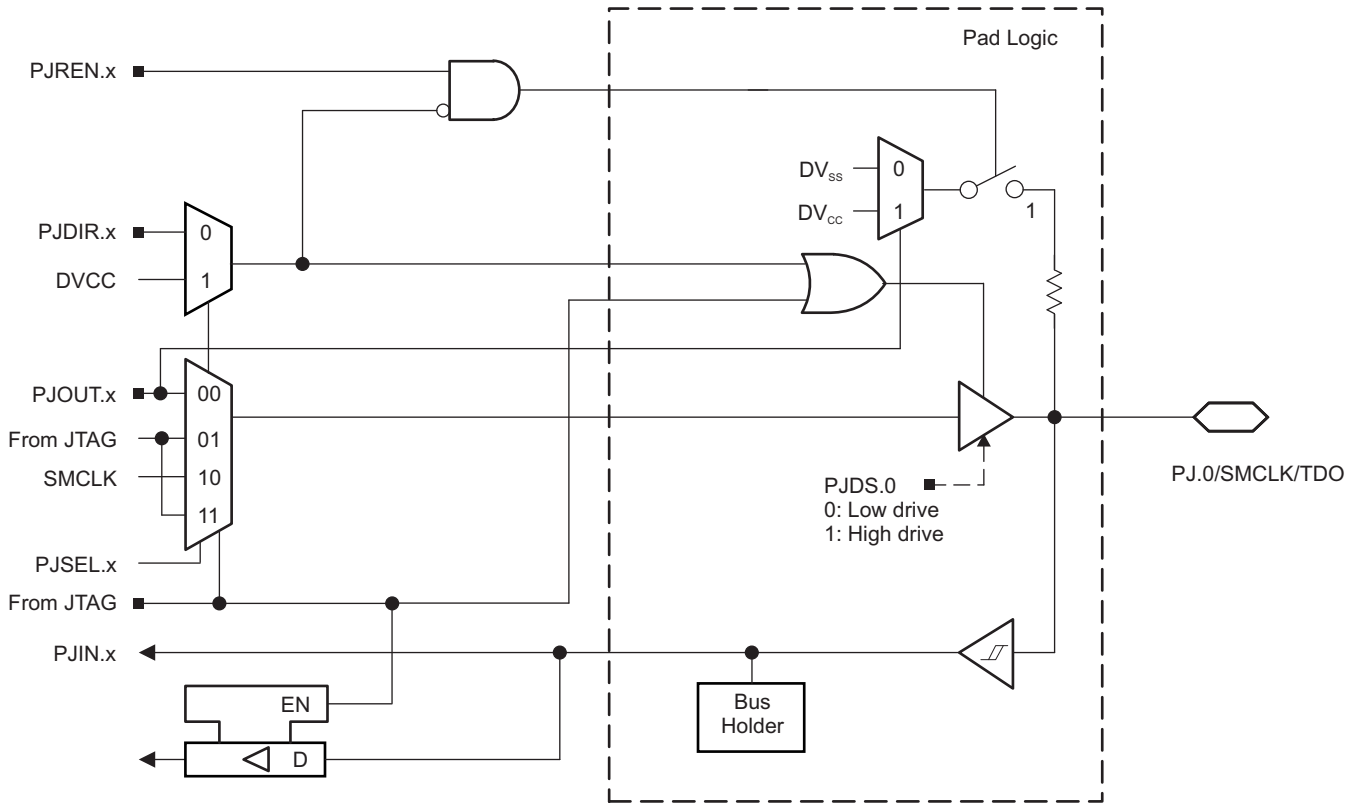 Pad Logic
PJREN.x
DVss
0
DVcc
1
1
PJDIR.x
0
DVCC
1
PJOUT.x
00
From JTAG
01
SMCLK
10
11
PJDS.0
0: Low drive
1: High drive
PJ.0/SMCLK/TDO
PJSEL.x
From JTAG
PJIN.x
Bus
Holder
EN
D